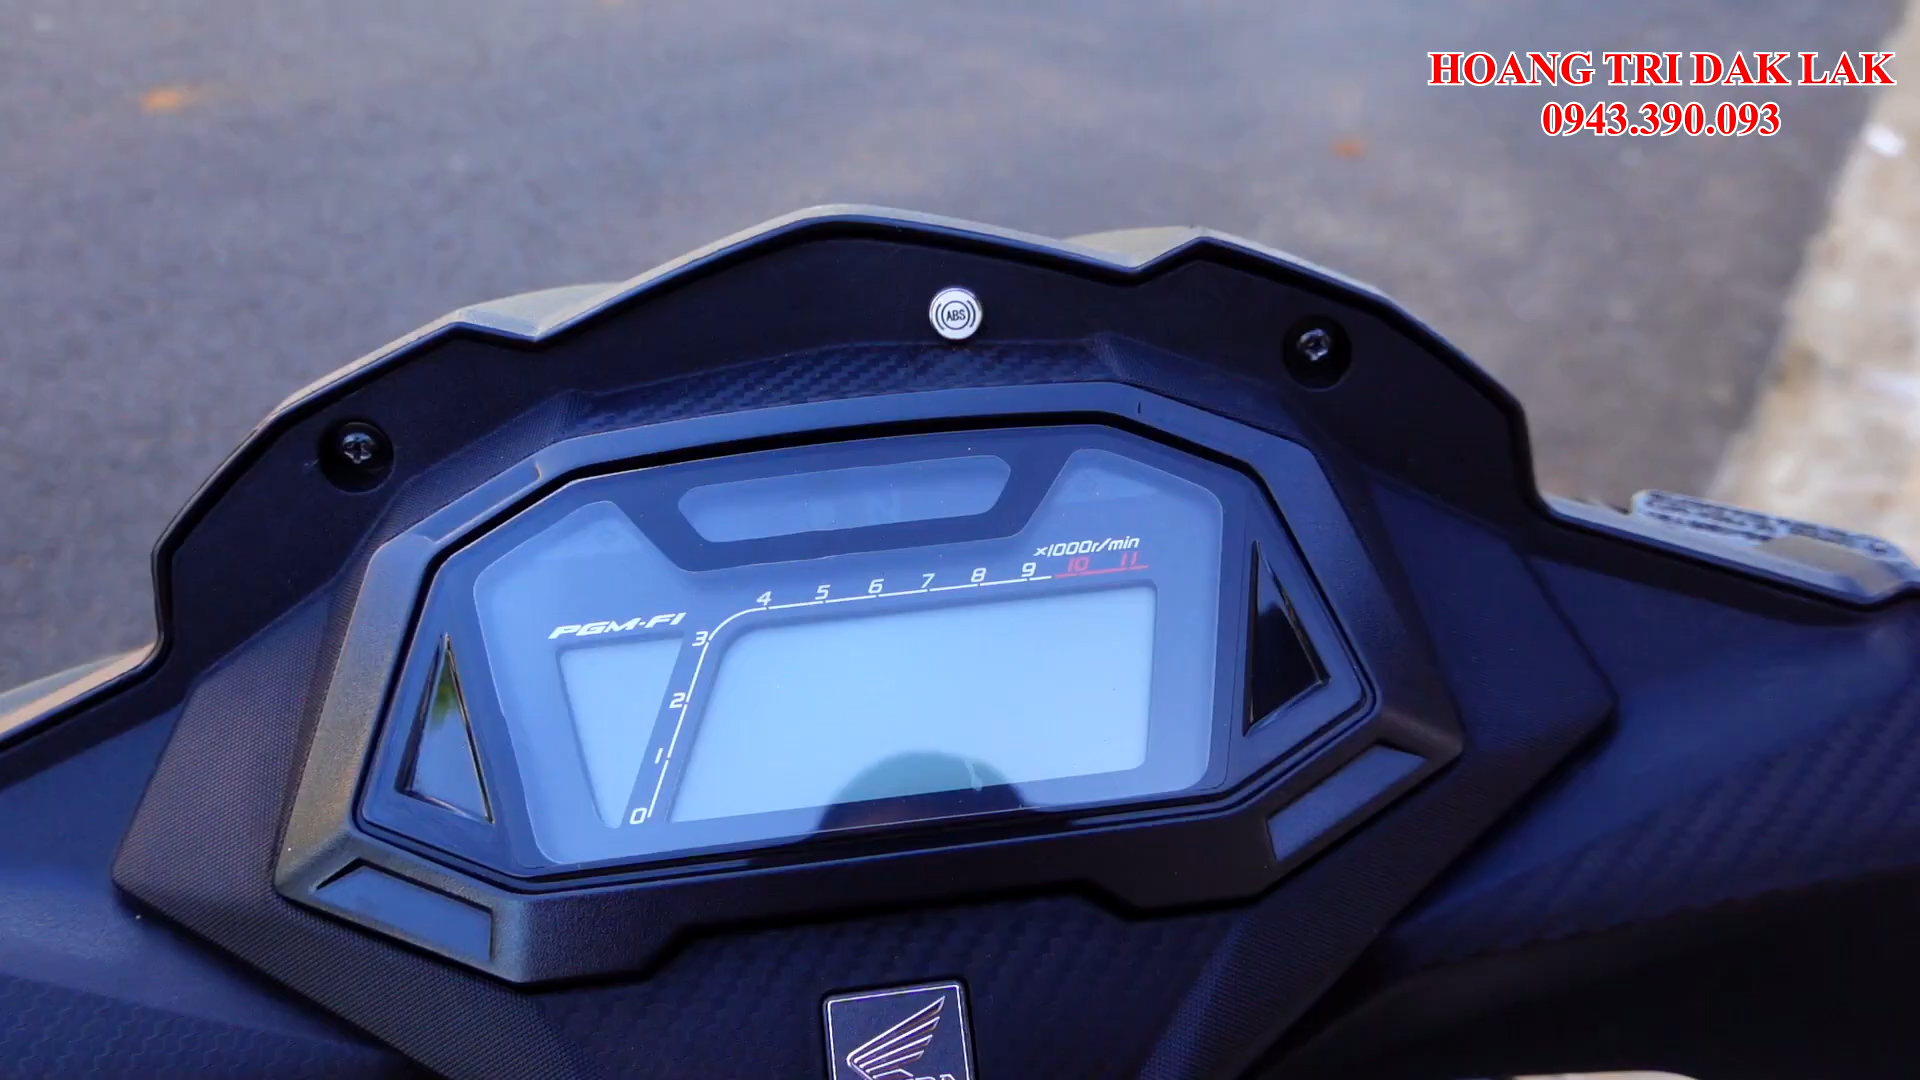 HOANG TRI DAK LAK
0943.390.093
ABS
N
×1000r/min
PGM-FI
0 1 2 3 4 5 6 7 8 9 10 11